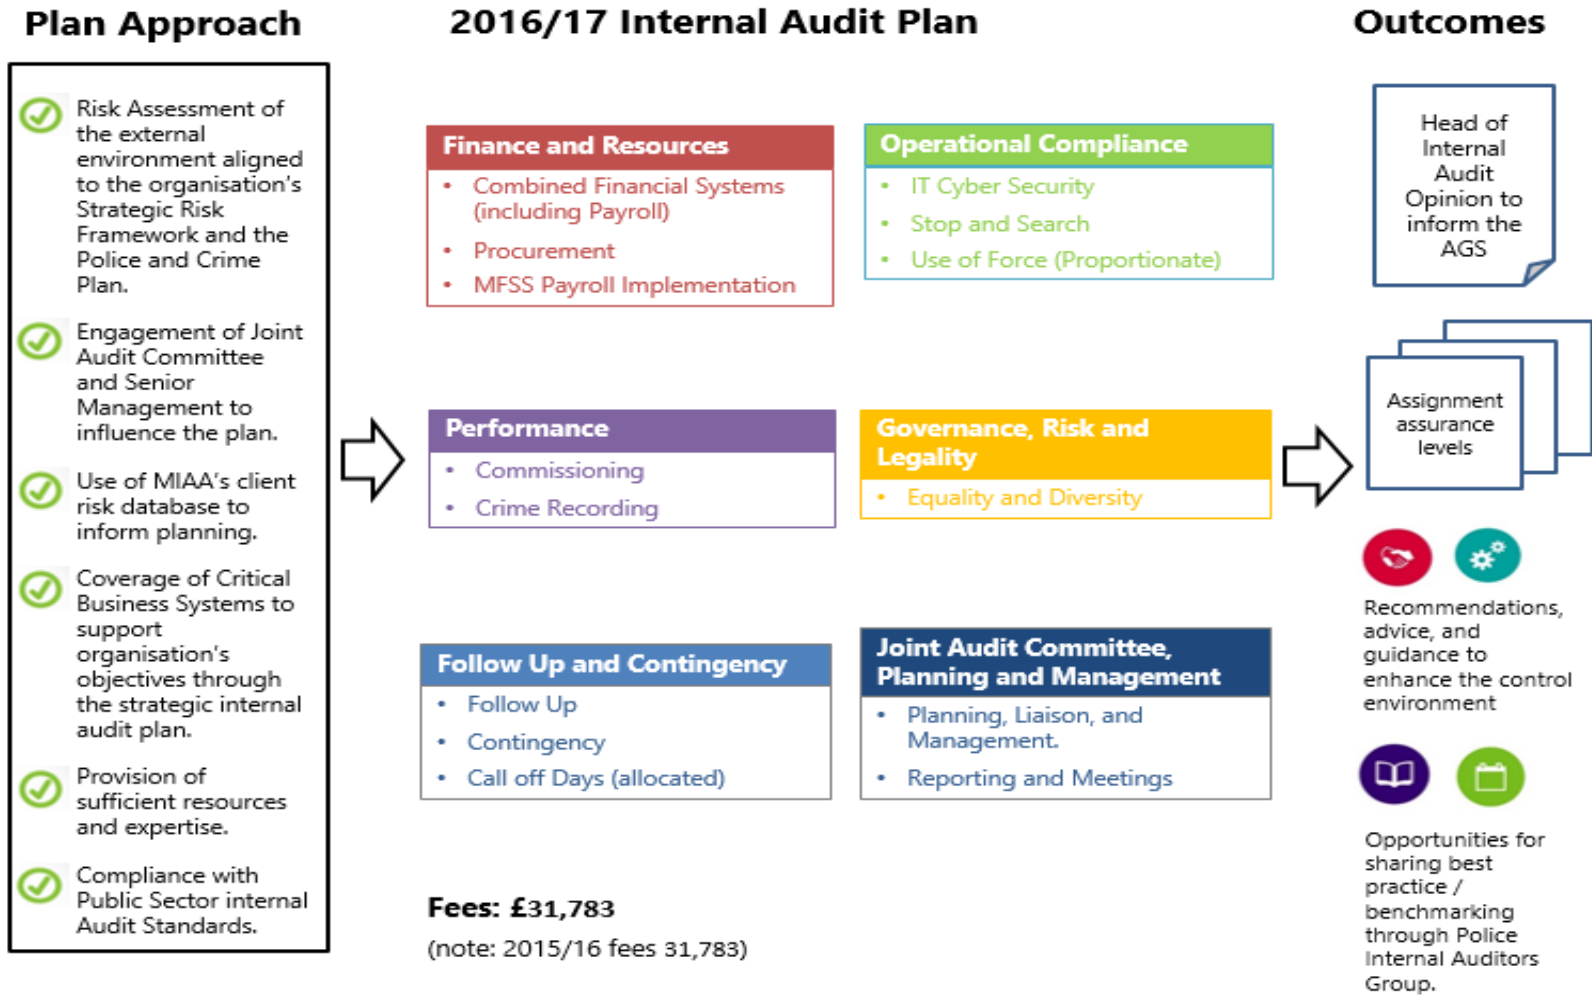 Plan Approach
Risk Assessment of
the external
environment aligned
to the organisation's
Strategic Risk
Framework and the
Police and Crime
Plan.
Engagement of Joint
Audit Committee
and Senior
Management to
influence the plan.
Use of MIAA's client
risk database to
inform planning.
Coverage of Critical
Business Systems to
support
organisation's
objectives through
the strategic internal
audit plan.
Provision of
sufficient resources
and expertise.
Compliance with
Public Sector internal
Audit Standards.
2016/17 Internal Audit Plan
Finance and Resources
• Combined Financial Systems
(including Payroll)
• Procurement
• MFSS Payroll Implementation
Operational Compliance
• IT Cyber Security
• Stop and Search
• Use of Force (Proportionate)
Performance
• Commissioning
• Crime Recording
Governance, Risk and
Legality
• Equality and Diversity
Follow Up and Contingency
• Follow Up
• Contingency
• Call off Days (allocated)
Joint Audit Committee,
Planning and Management
• Planning, Liaison, and
Management.
• Reporting and Meetings
Fees: £31,783
(note: 2015/16 fees 31,783)
Outcomes
Head of
Internal
Audit
Opinion to
inform the
AGS
Assignment
assurance
levels
Recommendations,
advice, and
guidance to
enhance the control
environment
Opportunities for
sharing best
practice /
benchmarking
through Police
Internal Auditors
Group.